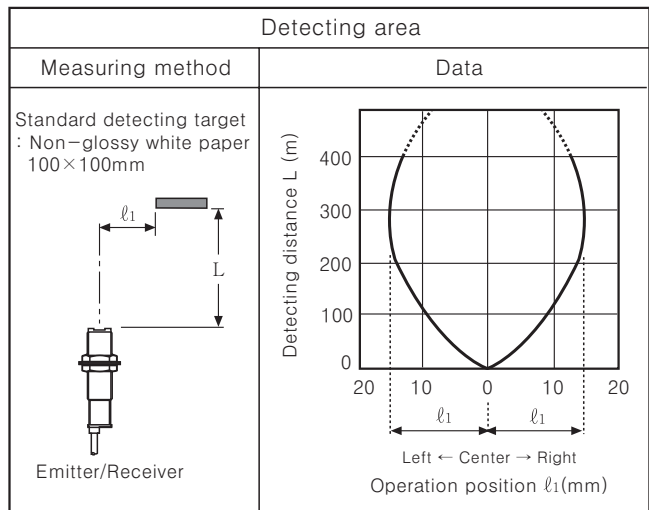 Detecting area
Measuring method
Data
Standard detecting target
: Non-glossy white paper
100×100mm
ℓ1
L
Emitter/Receiver
Detecting distance L (m)
400
300
200
100
0
20 10 0 10 20
ℓ1 ℓ1
Left ← Center → Right
Operation position ℓ1(mm)